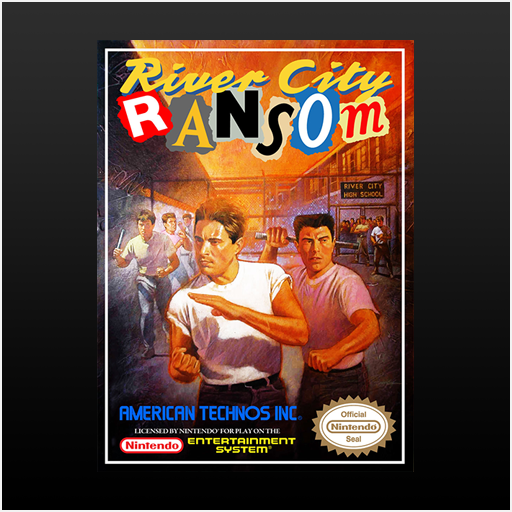 River City
RANSOM
RIVER CITY
HIGH SCHOOL
AMERICAN TECHNOS INC.
LICENSED BY NINTENDO® FOR PLAY ON THE
Nintendo
ENTERTAINMENT
SYSTEM®
Official
Nintendo
Seal